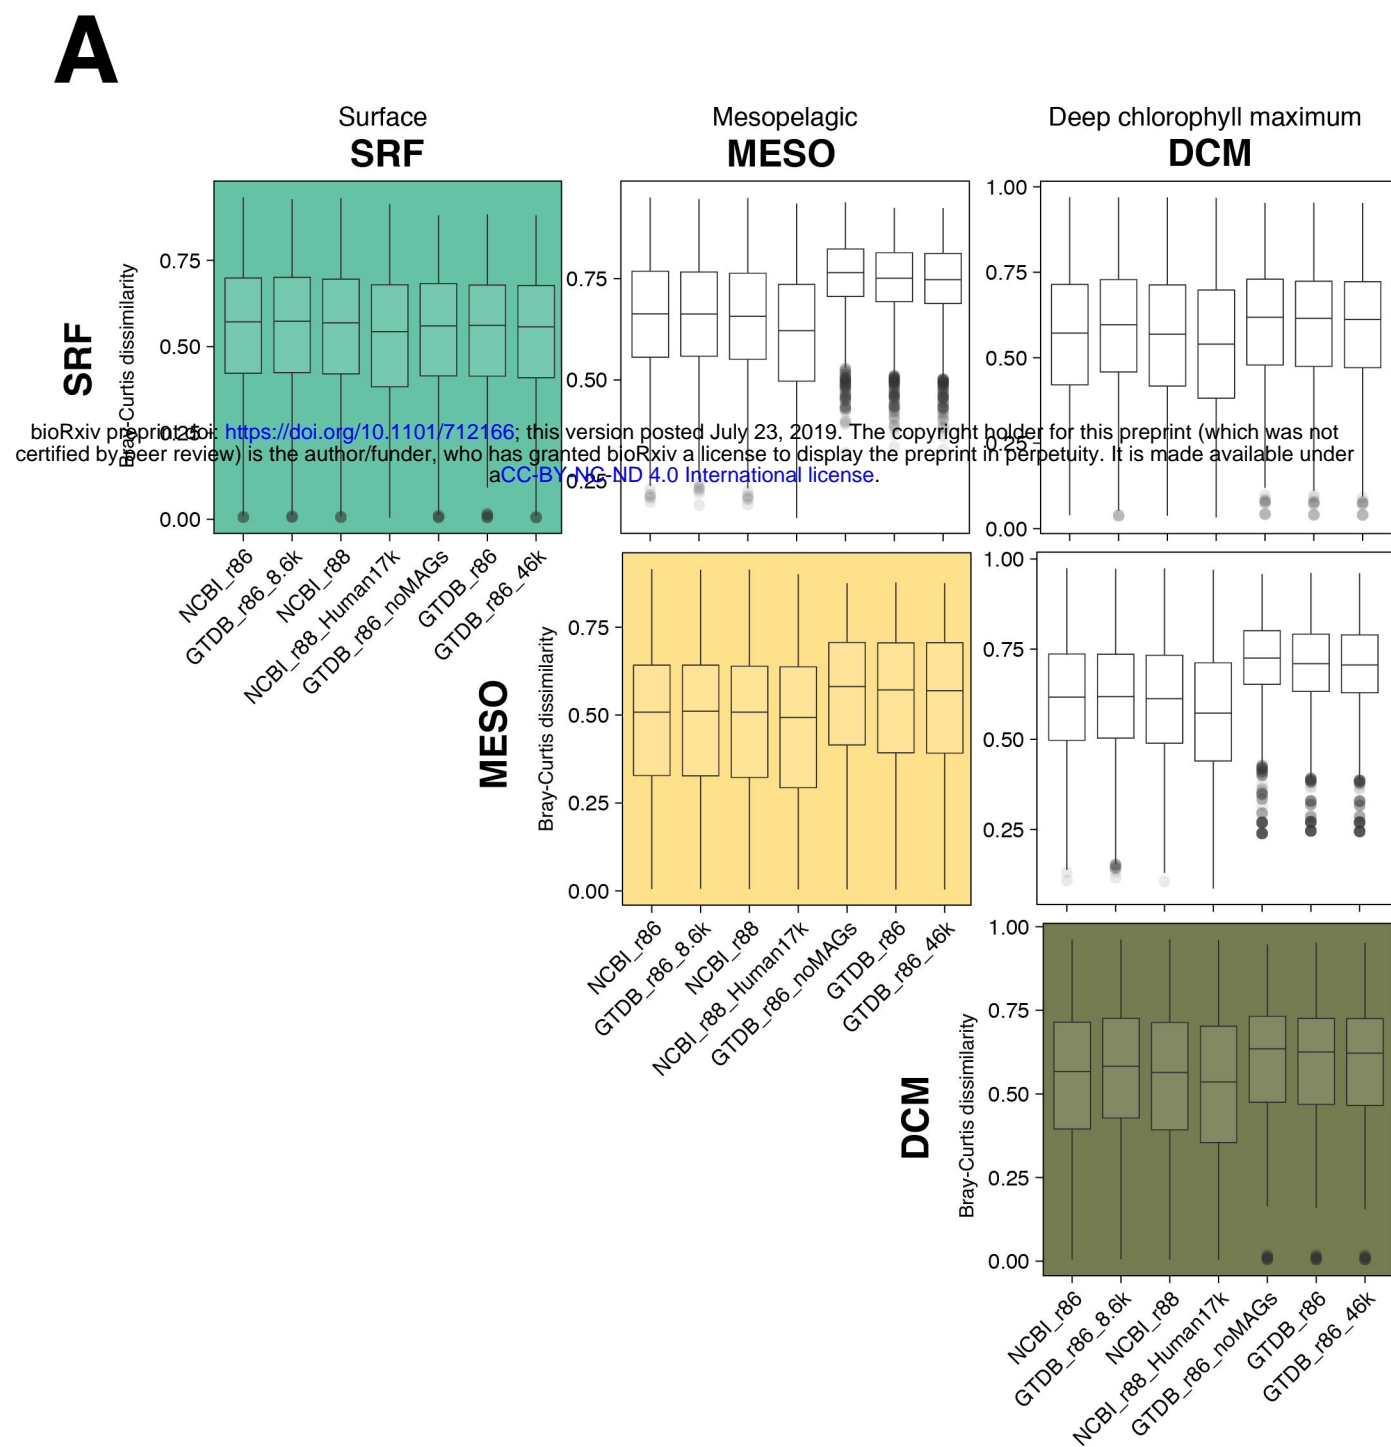 A
Surface
Mesopelagic
Deep chlorophyll maximum
SRF
MESO
DCM
SRF
Bray-Curtis dissimilarity
0.75
0.50
0.25
0.00
0.75
0.50
0.25
1.00
0.75
0.50
0.25
0.00
bioRxiv preprint doi: https://doi.org/10.1101/712166; this version posted July 23, 2019. The copyright holder for this preprint (which was not
certified by peer review) is the author/funder, who has granted bioRxiv a license to display the preprint in perpetuity. It is made available under
aCC-BY-NC-ND 4.0 International license.
NCBI_r86
GTDB_r86_8.6k
NCBI_r88
NCBI_r88_Human17k
GTDB_r86_noMAGs
GTDB_r86
GTDB_r86_46k
MESO
Bray-Curtis dissimilarity
0.75
0.50
0.25
0.00
1.00
0.75
0.50
0.25
NCBI_r86
GTDB_r86_8.6k
NCBI_r88
NCBI_r88_Human17k
GTDB_r86_noMAGs
GTDB_r86
GTDB_r86_46k
DCM
Bray-Curtis dissimilarity
1.00
0.75
0.50
0.25
0.00
NCBI_r86
GTDB_r86_8.6k
NCBI_r88
NCBI_r88_Human17k
GTDB_r86_noMAGs
GTDB_r86
GTDB_r86_46k